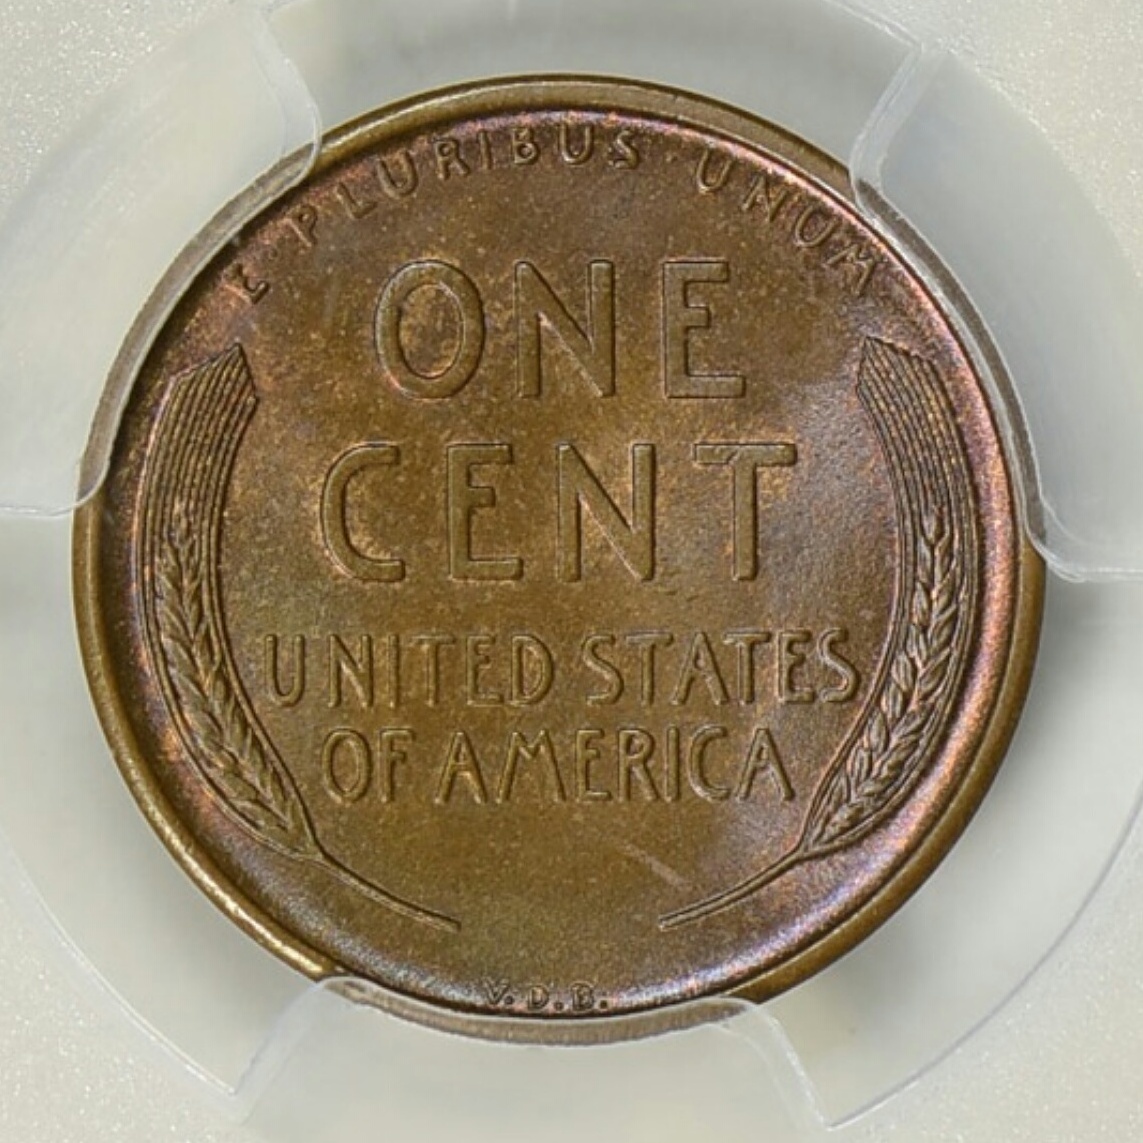 E·PLURIBUS·UNUM
ONE
CENT
UNITED STATES
OF AMERICA
V.D.B.